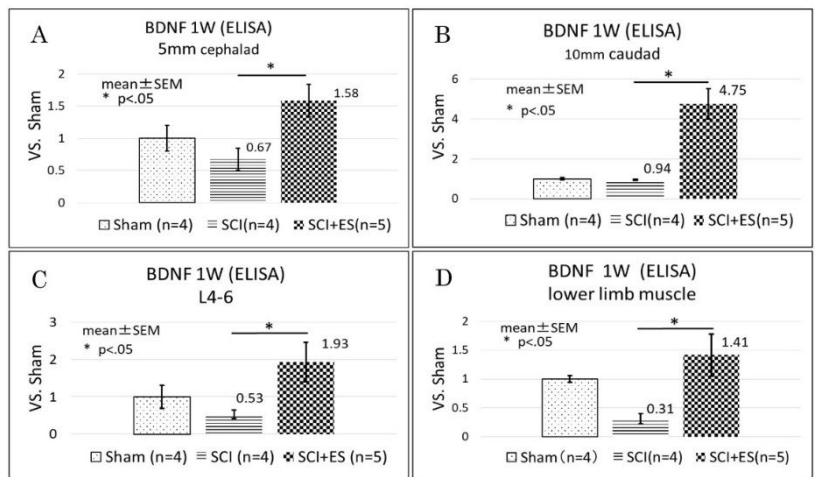 A
BDNF 1W (ELISA)
5mm cephalad
mean±SEM
* p<.05
*
VS. Sham
2
1.5
1
0.5
0
0.67
1.58
Sham (n=4) SCI(n=4) SCI+ES(n=5)
B
BDNF 1W (ELISA)
10mm caudad
mean±SEM
* p<.05
*
VS. Sham
6
4
2
0
0.94
4.75
Sham (n=4) SCI(n=4) SCI+ES(n=5)
C
BDNF 1W (ELISA)
L4-6
mean±SEM
* p<.05
*
VS. Sham
3
2
1
0
0.53
1.93
Sham (n=4) SCI (n=4) SCI+ES (n=5)
D
BDNF 1W (ELISA)
lower limb muscle
mean±SEM
* p<.05
*
VS. Sham
2
1.5
1
0.5
0
0.31
1.41
Sham(n=4) SCI(n=4) SCI+ES(n=5)